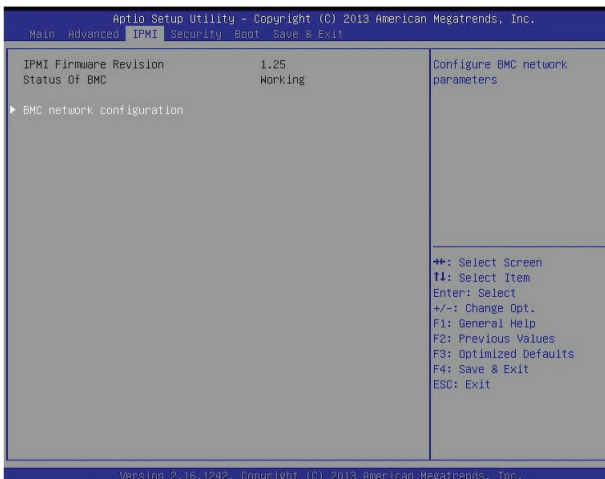 Aptio Setup Utility – Copyright (C) 2013 American Megatrends, Inc.
Main Advanced IPMI Security Boot Save & Exit
IPMI Firmware Revision 1.25
Status Of BMC Working
▶ BMC network configuration
Configure BMC network
parameters
→←: Select Screen
↑↓: Select Item
Enter: Select
+/-: Change Opt.
F1: General Help
F2: Previous Values
F3: Optimized Defaults
F4: Save & Exit
ESC: Exit
Version 2.16.1242. Copyright (C) 2013 American Megatrends, Inc.